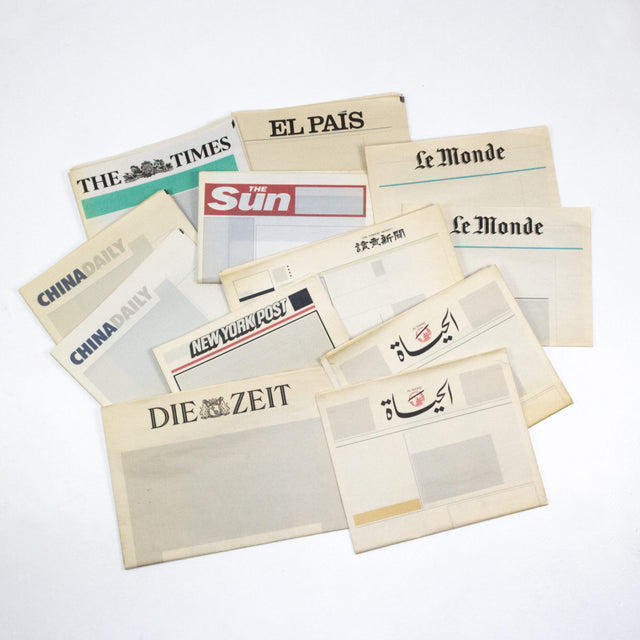 THE TIMES
EL PAÍS
Le Monde
THE
Sun
Le Monde
讀賣新聞
CHINADAILY
CHINADAILY
NEW YORK POST
الحياة
DIE ZEIT
الحياة